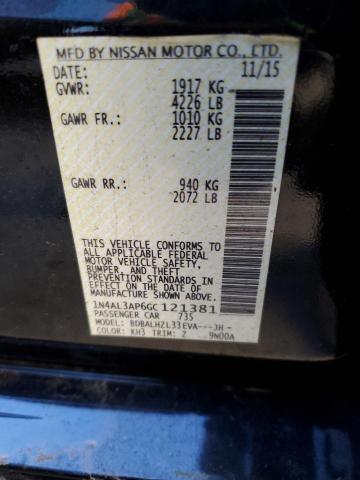 MFD BY NISSAN MOTOR CO., LTD.
DATE: 11/15
GVWR: 1917 KG
4226 LB
GAWR FR: 1010 KG
2227 LB
GAWR RR: 940 KG
2072 LB
THIS VEHICLE CONFORMS TO
ALL APPLICABLE FEDERAL
MOTOR VEHICLE SAFETY,
BUMPER, AND THEFT
PREVENTION STANDARDS IN
EFFECT ON THE DATE OF
MANUFACTURE SHOWN ABOVE.
1N4AL3AP6GC121381
PASSENGER CAR 735
MODEL: BDBALHZL33EVA---JH-
COLOR: KH3 TRIM: Z 9N00A